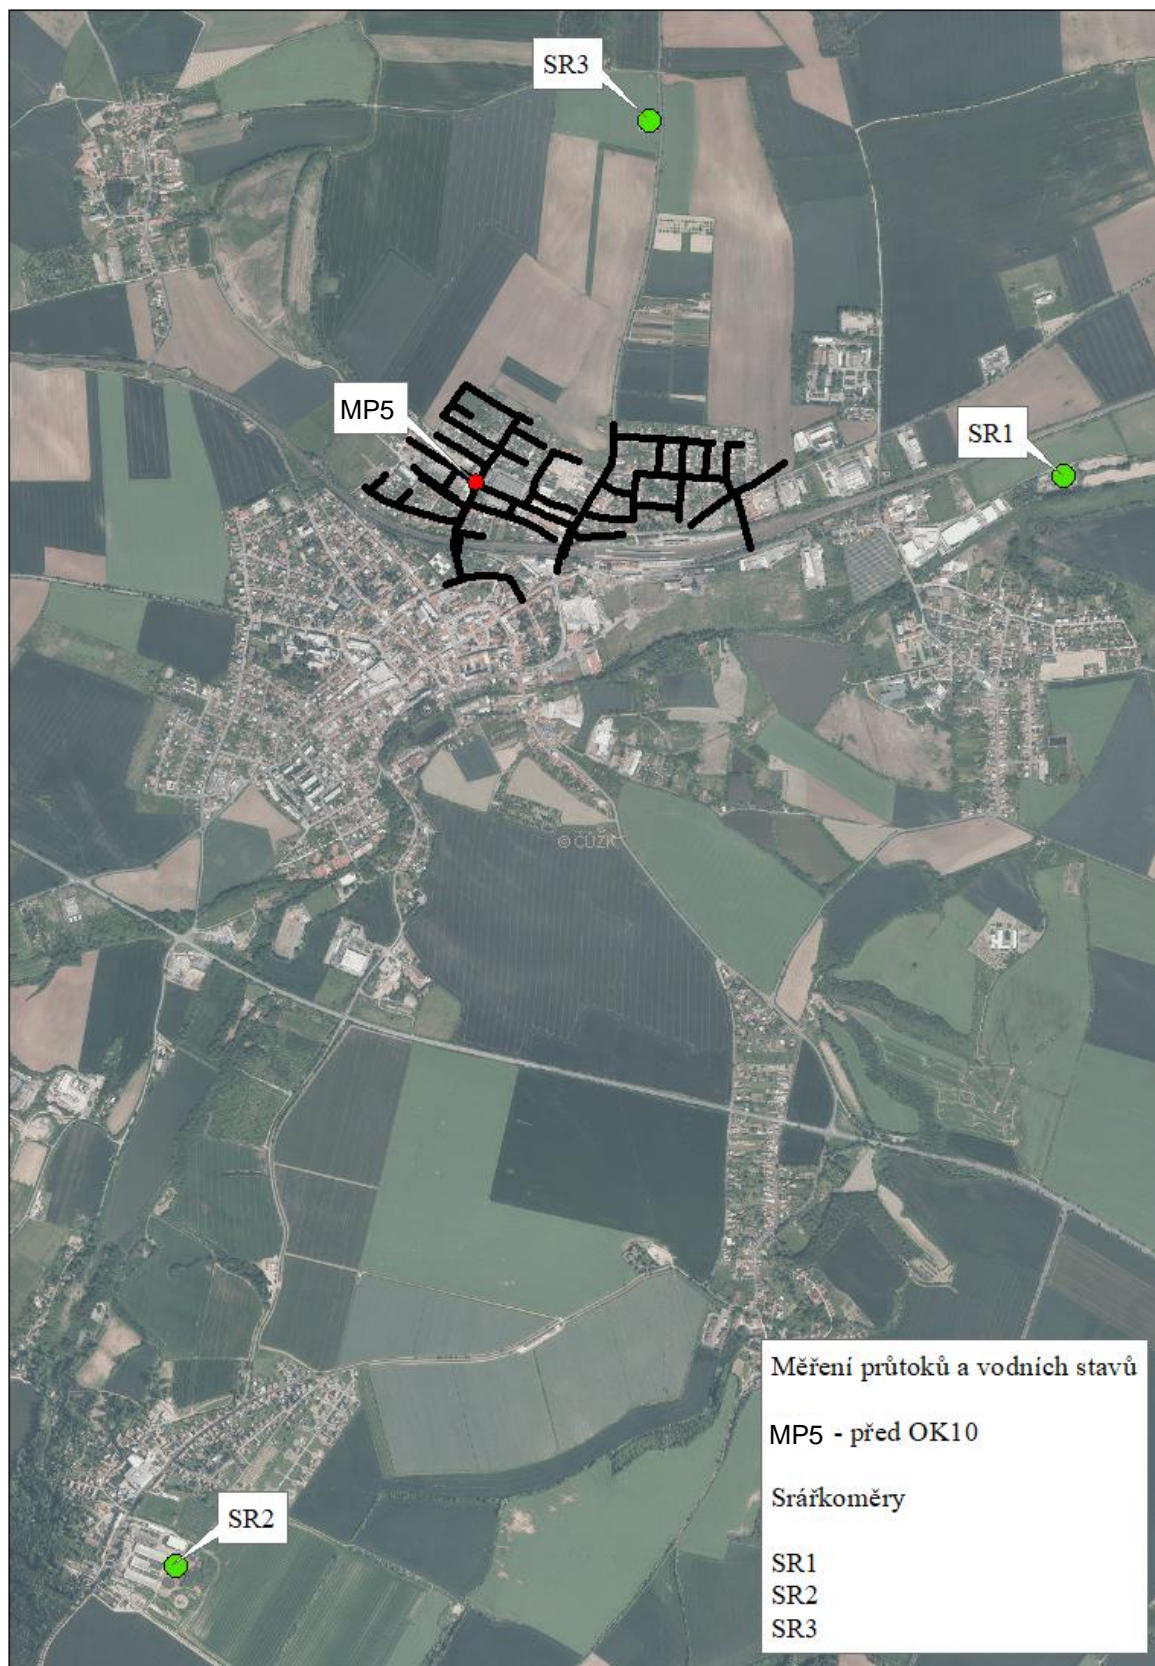 SR3
MP5
SR1
© ČÚZK
SR2
Měření průtoků a vodních stavů
MP5 - před OK10
Srářkoměry
SR1
SR2
SR3